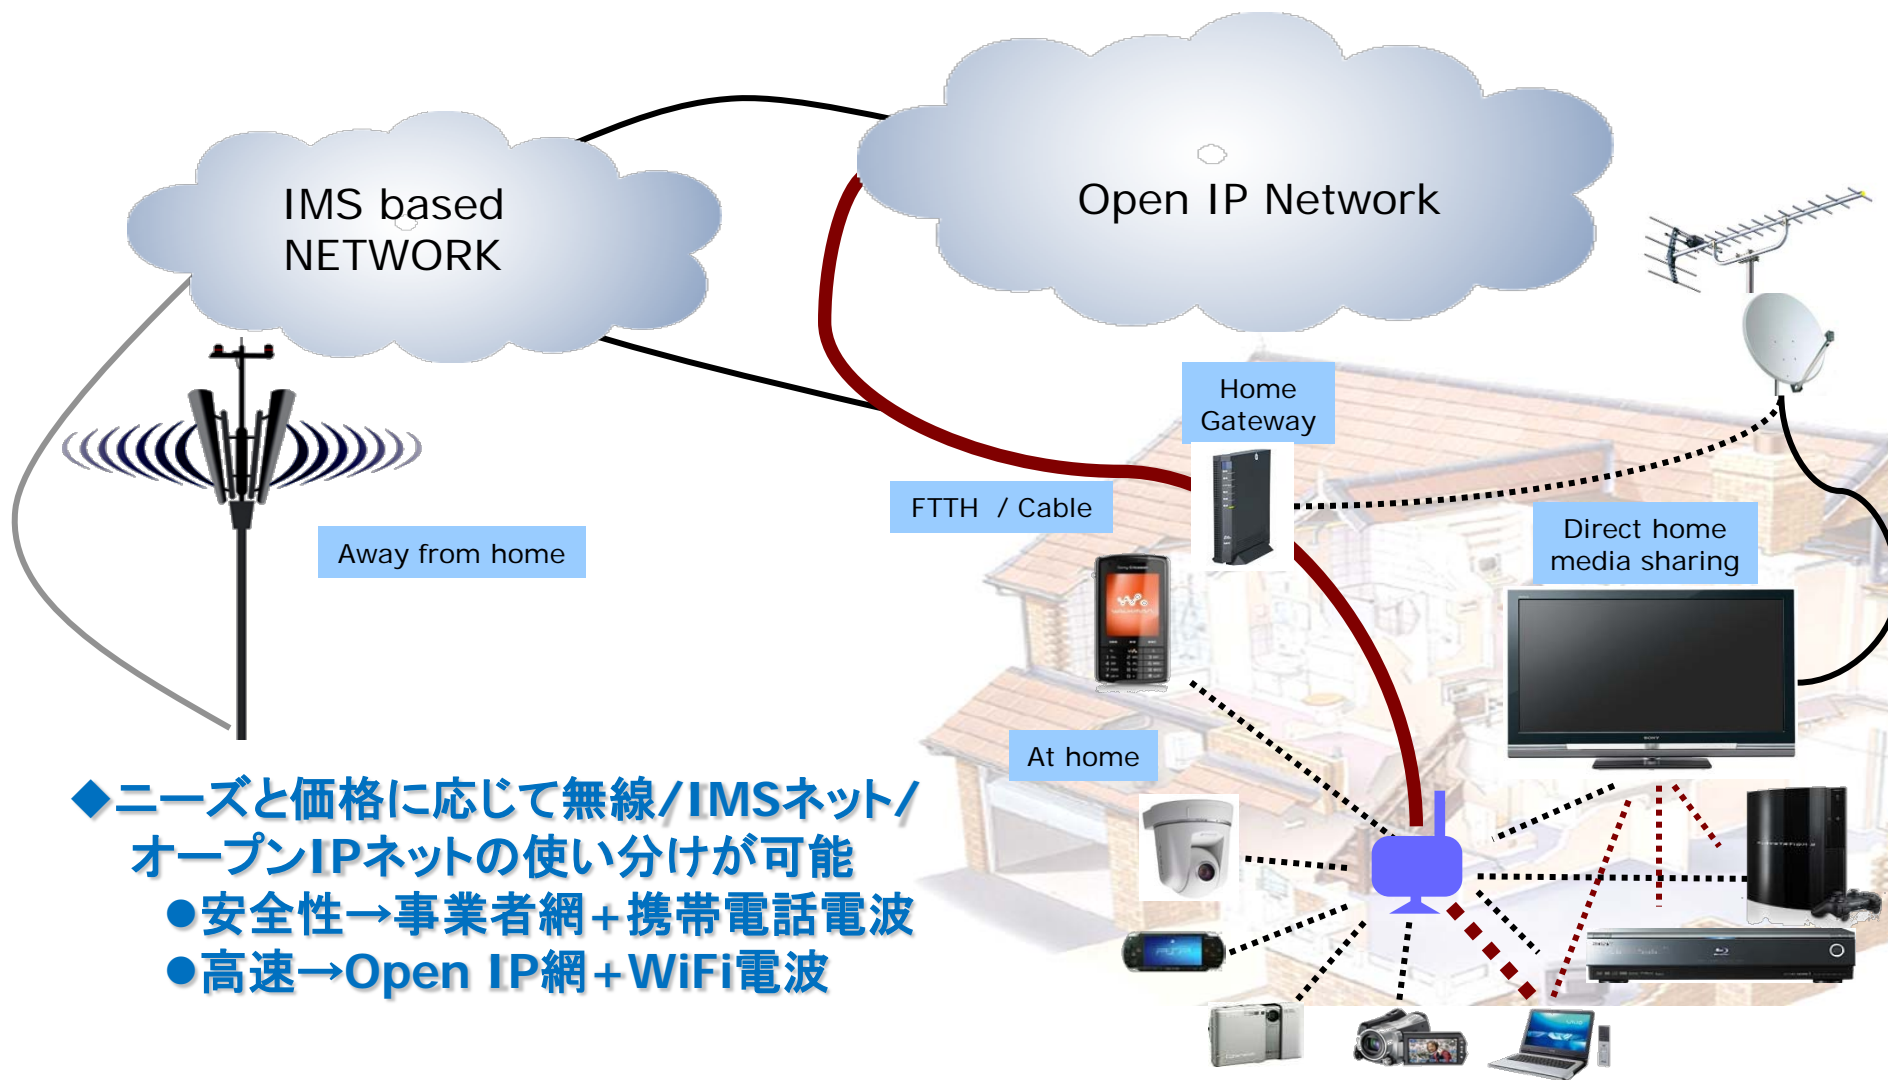 IMS based
NETWORK
Open IP Network
Home
Gateway
FTTH / Cable
Away from home
Direct home
media sharing
At home
SONY
◆ニーズと価格に応じて無線/IMSネット/
オープンIPネットの使い分けが可能
●安全性→事業者網+携帯電話電波
●高速→Open IP網+WiFi電波